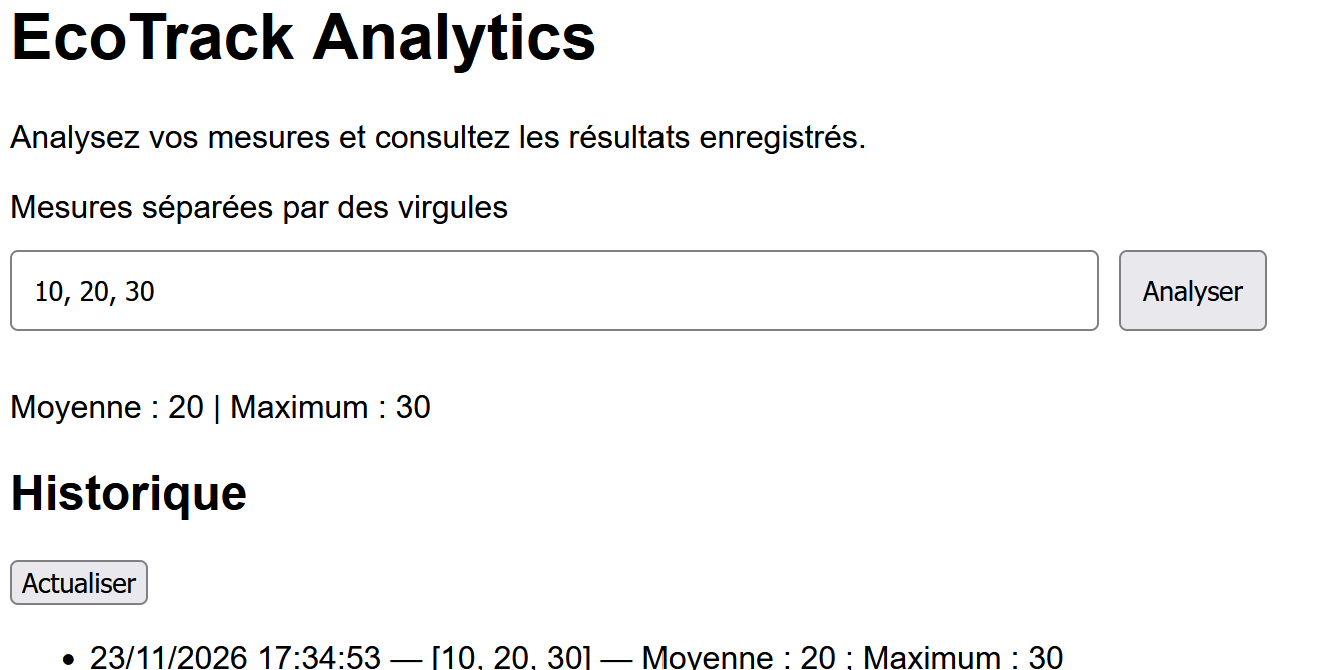 EcoTrack Analytics
Analysez vos mesures et consultez les résultats enregistrés.
Mesures séparées par des virgules
10, 20, 30
Analyser
Moyenne : 20 | Maximum : 30
Historique
Actualiser
• 23/11/2026 17:34:53 — [10, 20, 30] — Moyenne : 20 ; Maximum : 30